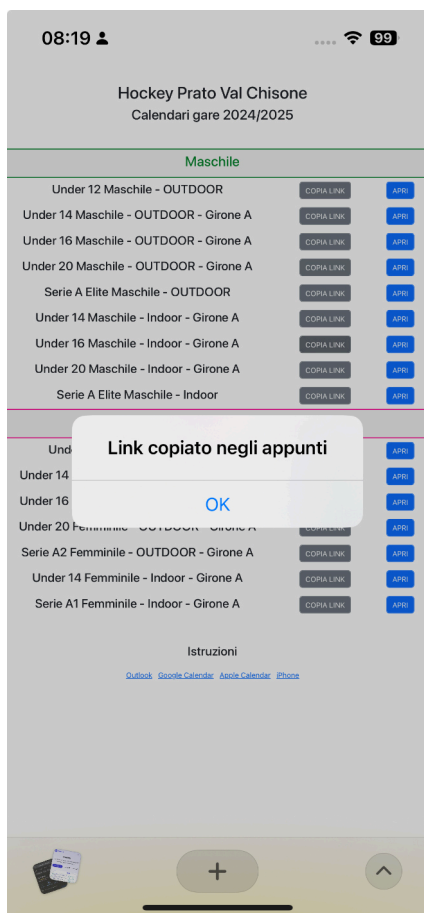 08:19
99
Hockey Prato Val Chisone
Calendari gare 2024/2025
Maschile
Under 12 Maschile - OUTDOOR COPIA LINK APRI
Under 14 Maschile - OUTDOOR - Girone A COPIA LINK APRI
Under 16 Maschile - OUTDOOR - Girone A COPIA LINK APRI
Under 20 Maschile - OUTDOOR - Girone A COPIA LINK APRI
Serie A Elite Maschile - OUTDOOR COPIA LINK APRI
Under 14 Maschile - Indoor - Girone A COPIA LINK APRI
Under 16 Maschile - Indoor - Girone A COPIA LINK APRI
Under 20 Maschile - Indoor - Girone A COPIA LINK APRI
Serie A Elite Maschile - Indoor COPIA LINK APRI
Link copiato negli appunti
OK
APRI
Under 14 APRI
Under 16 APRI
Under 20 Femminile - OUTDOOR - Girone A COPIA LINK APRI
Serie A2 Femminile - OUTDOOR - Girone A COPIA LINK APRI
Under 14 Femminile - Indoor - Girone A COPIA LINK APRI
Serie A1 Femminile - Indoor - Girone A COPIA LINK APRI
Istruzioni
Outlook Google Calendar Apple Calendar iPhone